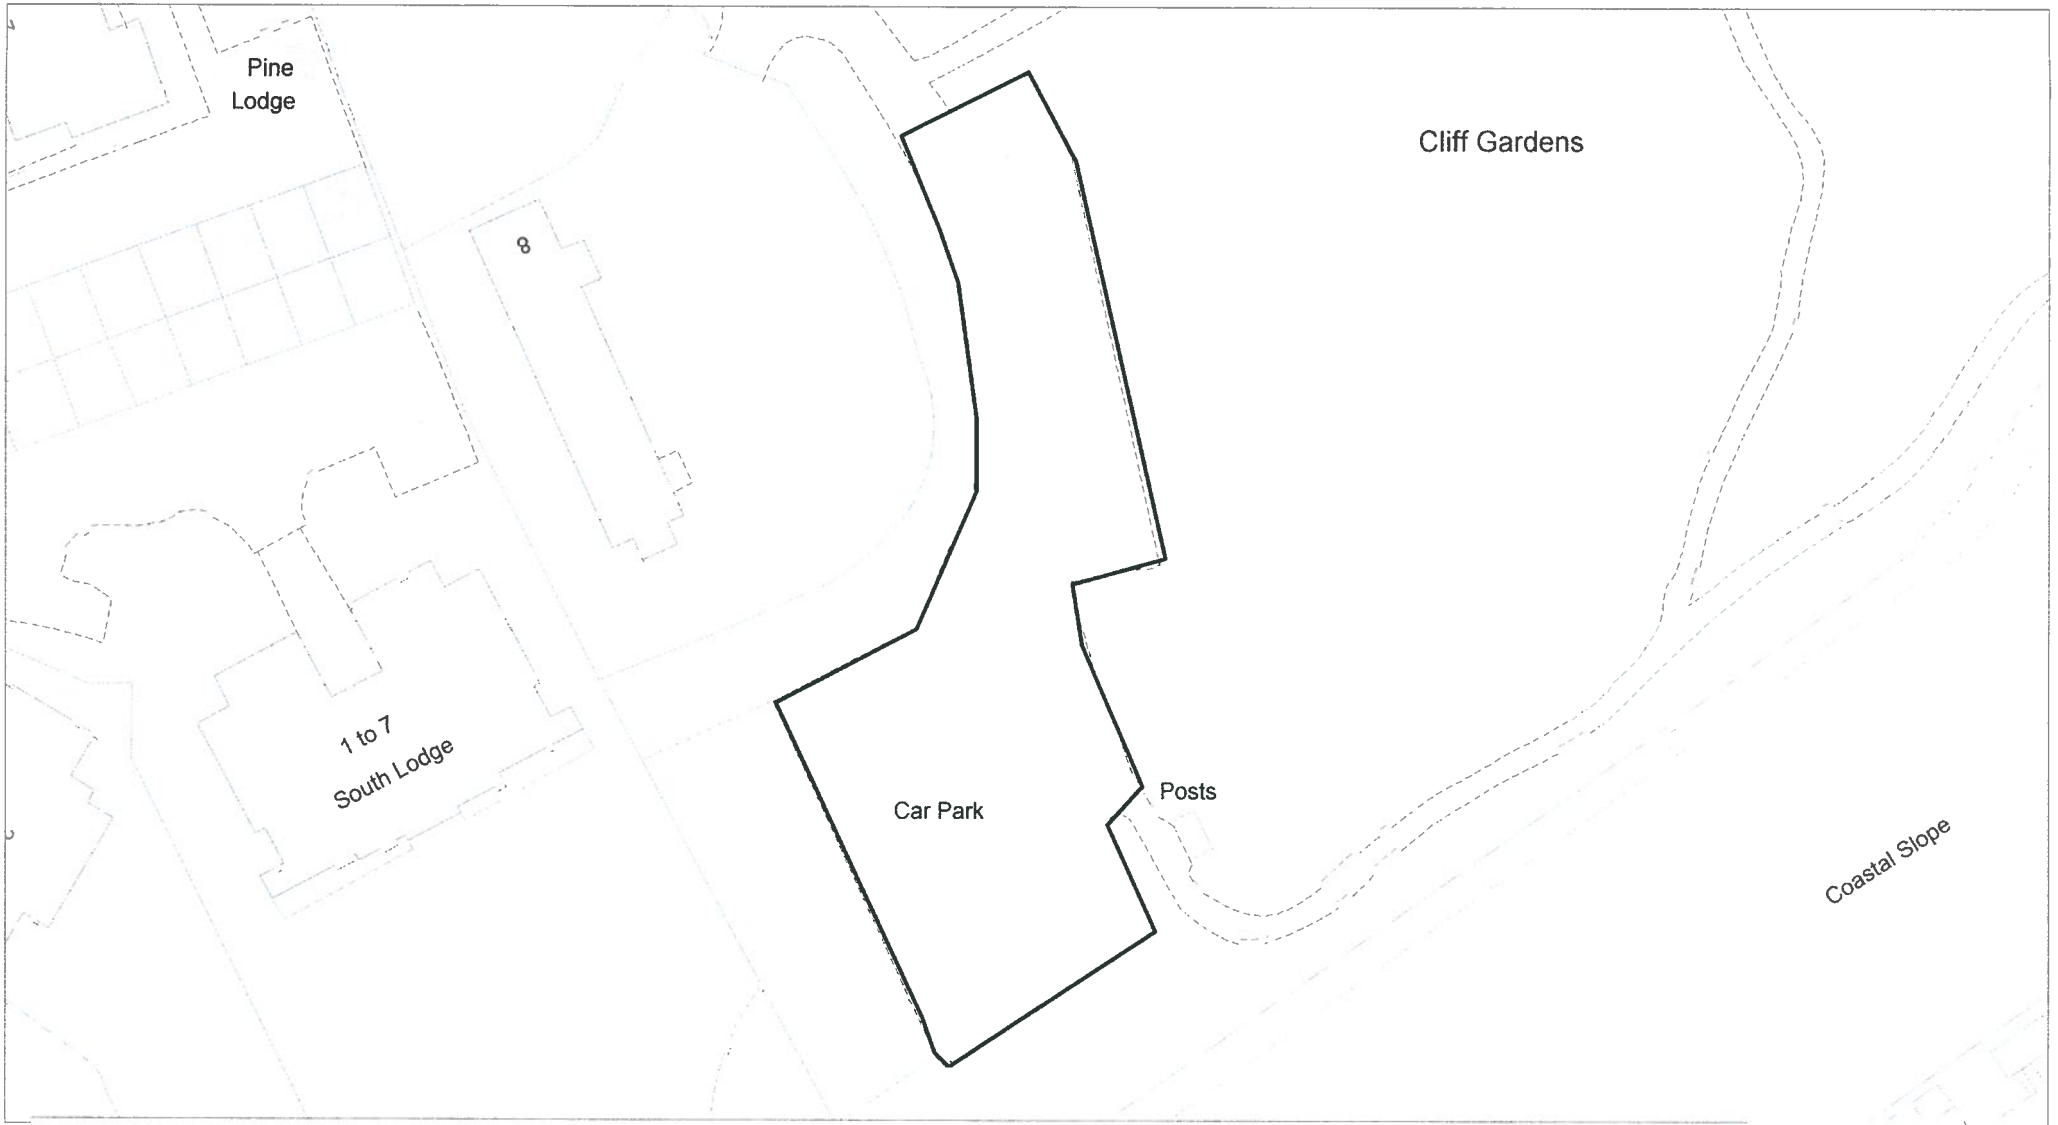 Pine
Lodge
Cliff Gardens
8
1 to 7
South Lodge
Car Park
Posts
Coastal Slope